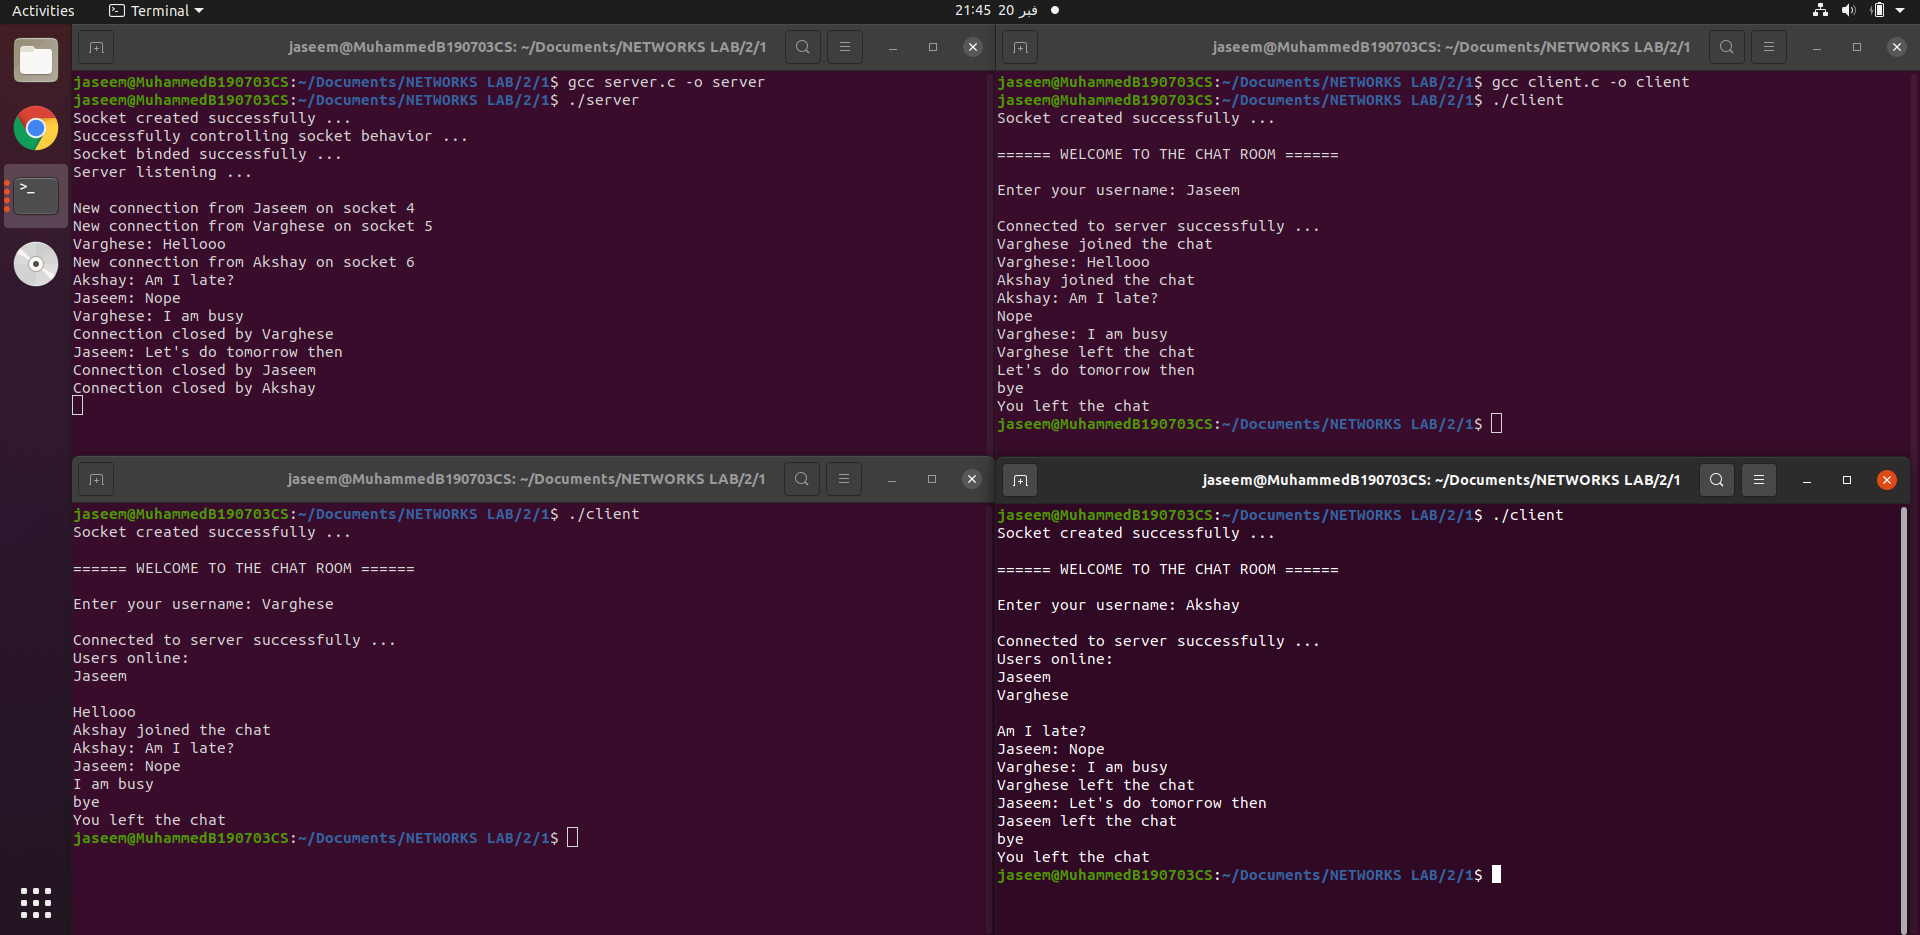 Activities
Terminal
21:45 20 فبر
jaseem@MuhammedB190703CS: ~/Documents/NETWORKS LAB/2/1
jaseem@MuhammedB190703CS:~/Documents/NETWORKS LAB/2/1$ gcc server.c -o server
jaseem@MuhammedB190703CS:~/Documents/NETWORKS LAB/2/1$ ./server
Socket created successfully ...
Successfully controlling socket behavior ...
Socket binded successfully ...
Server listening ...
New connection from Jaseem on socket 4
New connection from Varghese on socket 5
Varghese: Hellooo
New connection from Akshay on socket 6
Akshay: Am I late?
Jaseem: Nope
Varghese: I am busy
Connection closed by Varghese
Jaseem: Let's do tomorrow then
Connection closed by Jaseem
Connection closed by Akshay
jaseem@MuhammedB190703CS: ~/Documents/NETWORKS LAB/2/1
jaseem@MuhammedB190703CS:~/Documents/NETWORKS LAB/2/1$ gcc client.c -o client
jaseem@MuhammedB190703CS:~/Documents/NETWORKS LAB/2/1$ ./client
Socket created successfully ...
====== WELCOME TO THE CHAT ROOM ======
Enter your username: Jaseem
Connected to server successfully ...
Varghese joined the chat
Varghese: Hellooo
Akshay joined the chat
Akshay: Am I late?
Nope
Varghese: I am busy
Varghese left the chat
Let's do tomorrow then
bye
You left the chat
jaseem@MuhammedB190703CS:~/Documents/NETWORKS LAB/2/1$
jaseem@MuhammedB190703CS: ~/Documents/NETWORKS LAB/2/1
jaseem@MuhammedB190703CS:~/Documents/NETWORKS LAB/2/1$ ./client
Socket created successfully ...
====== WELCOME TO THE CHAT ROOM ======
Enter your username: Varghese
Connected to server successfully ...
Users online:
Jaseem
Hellooo
Akshay joined the chat
Akshay: Am I late?
Jaseem: Nope
I am busy
bye
You left the chat
jaseem@MuhammedB190703CS:~/Documents/NETWORKS LAB/2/1$
jaseem@MuhammedB190703CS: ~/Documents/NETWORKS LAB/2/1
jaseem@MuhammedB190703CS:~/Documents/NETWORKS LAB/2/1$ ./client
Socket created successfully ...
====== WELCOME TO THE CHAT ROOM ======
Enter your username: Akshay
Connected to server successfully ...
Users online:
Jaseem
Varghese
Am I late?
Jaseem: Nope
Varghese: I am busy
Varghese left the chat
Jaseem: Let's do tomorrow then
Jaseem left the chat
bye
You left the chat
jaseem@MuhammedB190703CS:~/Documents/NETWORKS LAB/2/1$